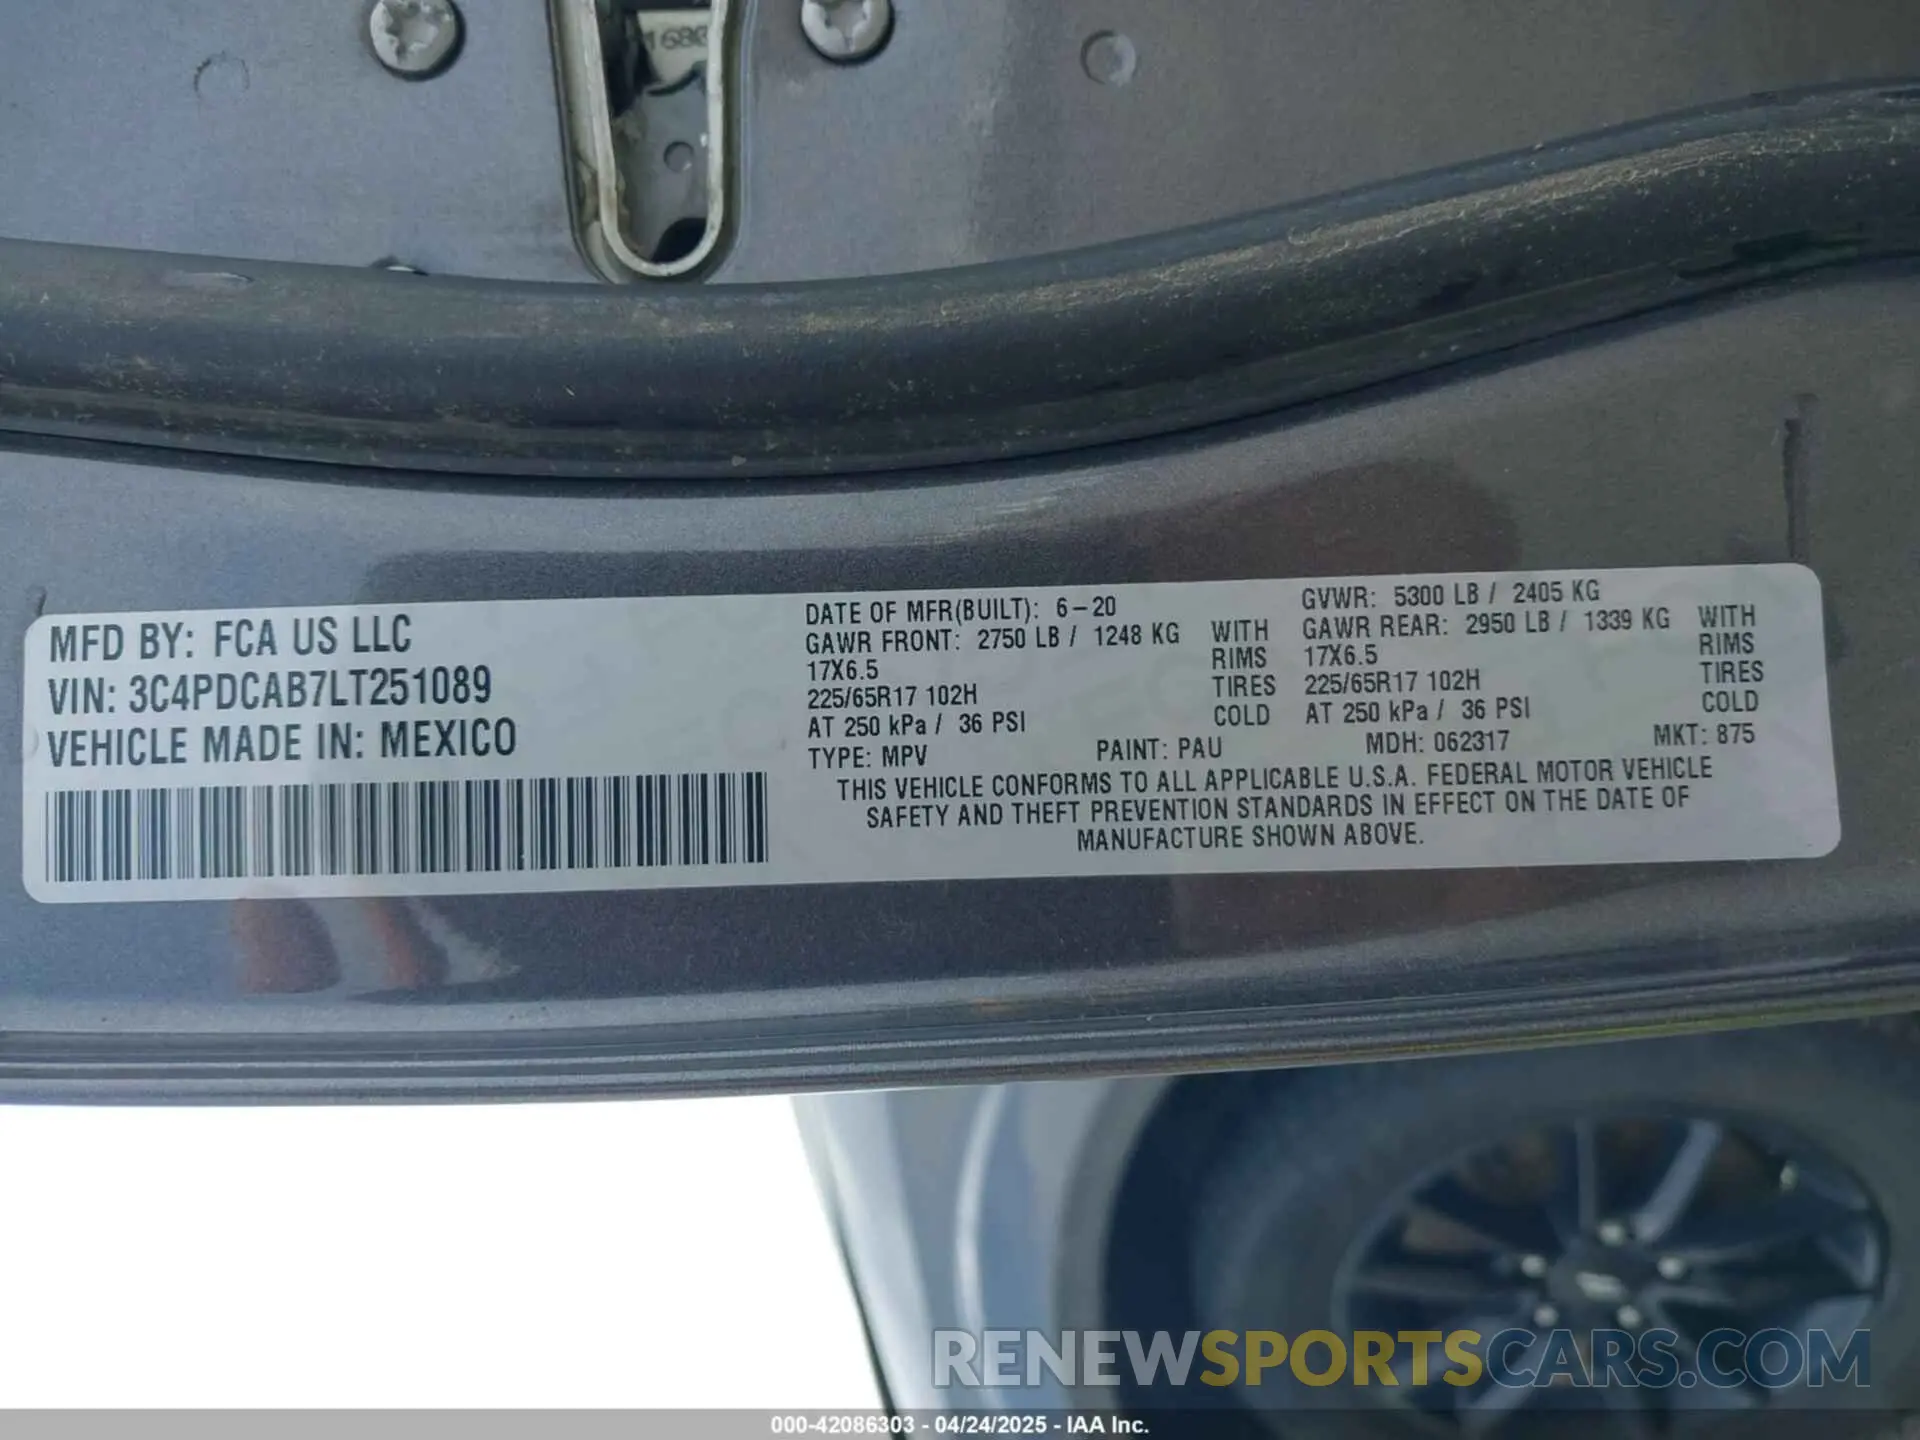 1680
MFD BY: FCA US LLC
VIN: 3C4PDCAB7LT251089
VEHICLE MADE IN: MEXICO
DATE OF MFR(BUILT): 6-20
GAWR FRONT: 2750 LB / 1248 KG WITH
17X6.5 RIMS
225/65R17 102H TIRES
AT 250 kPa / 36 PSI COLD
GVWR: 5300 LB / 2405 KG
GAWR REAR: 2950 LB / 1339 KG WITH
17X6.5 RIMS
225/65R17 102H TIRES
AT 250 kPa / 36 PSI COLD
TYPE: MPV PAINT: PAU MDH: 062317 MKT: 875
THIS VEHICLE CONFORMS TO ALL APPLICABLE U.S.A. FEDERAL MOTOR VEHICLE
SAFETY AND THEFT PREVENTION STANDARDS IN EFFECT ON THE DATE OF
MANUFACTURE SHOWN ABOVE.
RENEWSPORTSCARS.COM
000-42086303 - 04/24/2025 - IAA Inc.